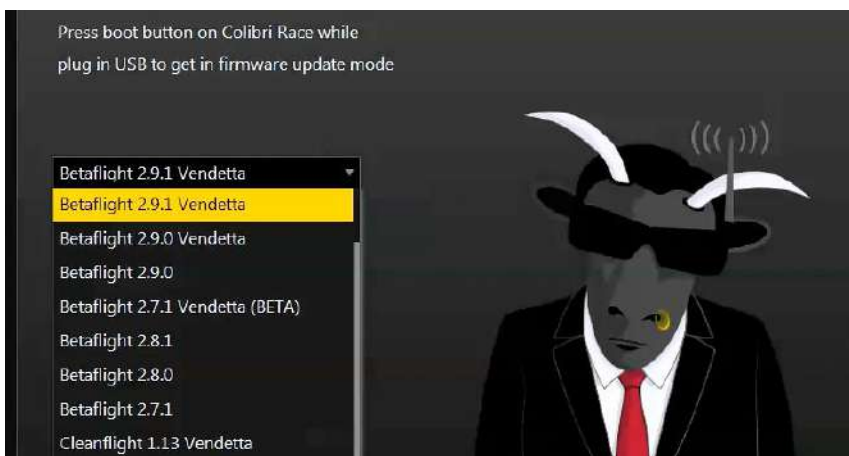 Press boot button on Colibri Race while
plug in USB to get in firmware update mode
Betaflight 2.9.1 Vendetta
Betaflight 2.9.1 Vendetta
Betaflight 2.9.0 Vendetta
Betaflight 2.9.0
Betaflight 2.7.1 Vendetta (BETA)
Betaflight 2.8.1
Betaflight 2.8.0
Betaflight 2.7.1
Cleanflight 1.13 Vendetta